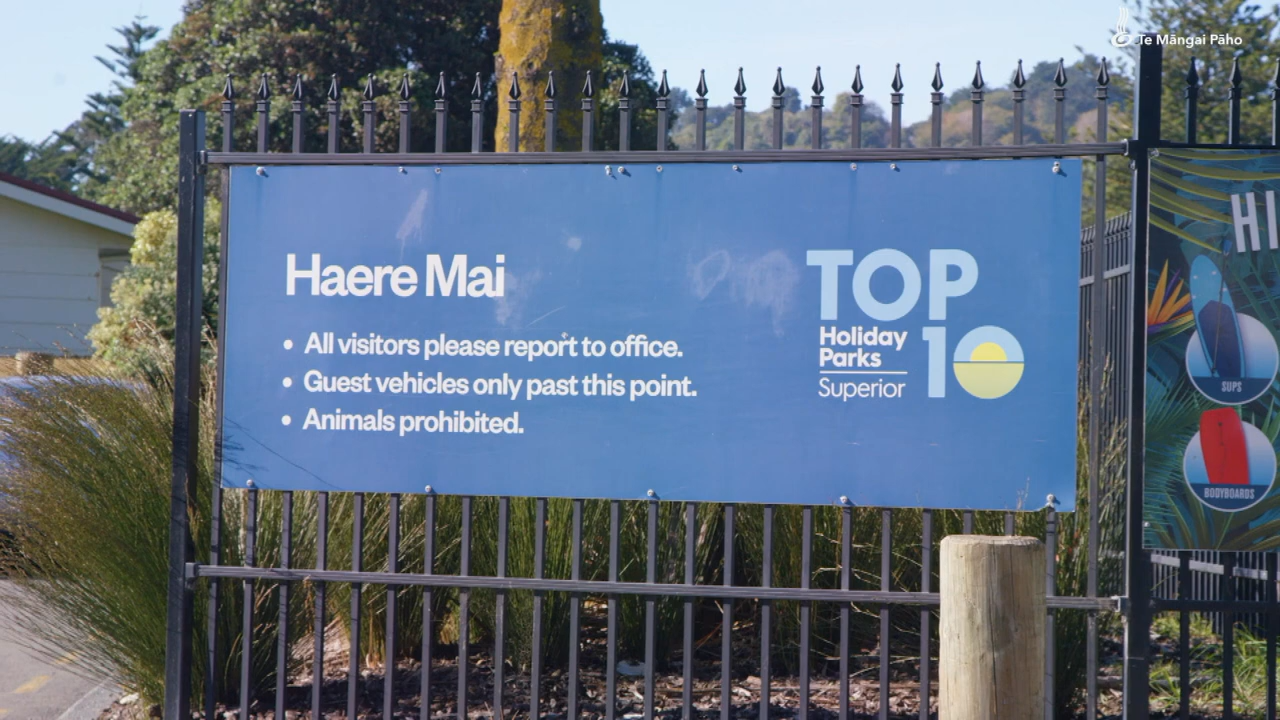 Te Māngai Pāho
Haere Mai
• All visitors please report to office.
• Guest vehicles only past this point.
• Animals prohibited.
TOP
10
Holiday
Parks
Superior
HI
SUPS
BODYBOARDS